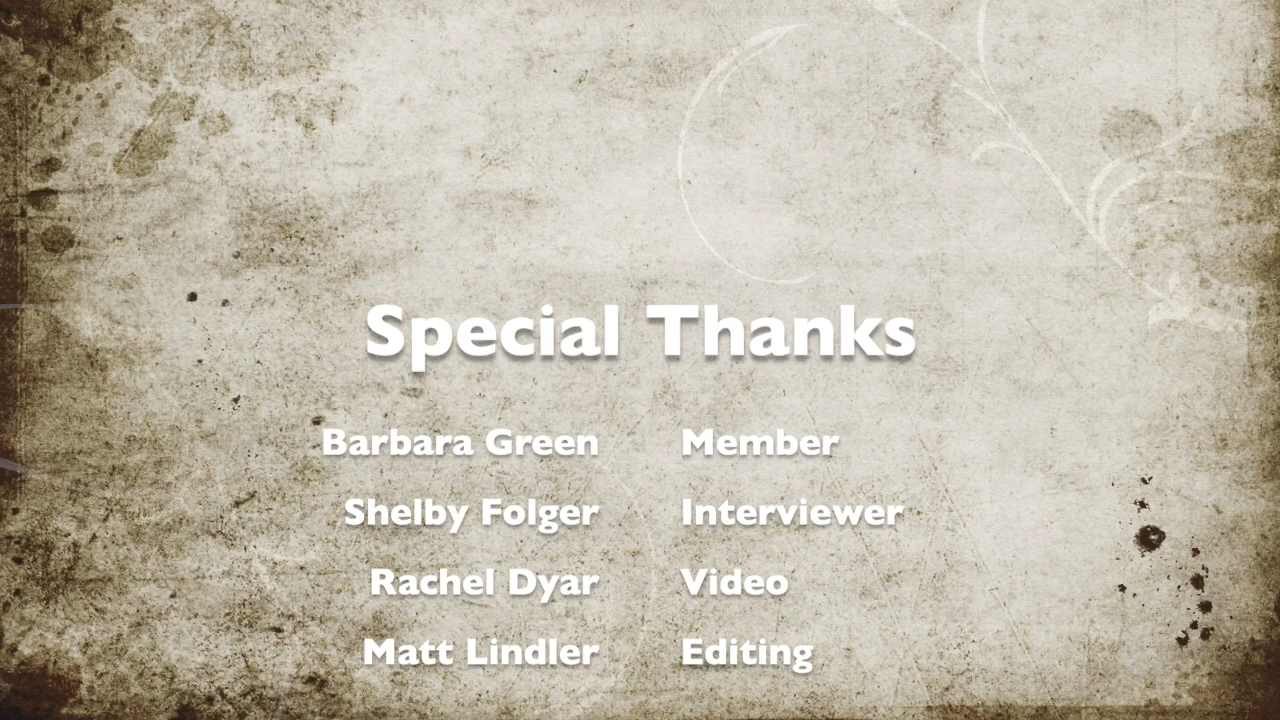 Special Thanks
Barbara Green Member
Shelby Folger Interviewer
Rachel Dyar Video
Matt Lindler Editing